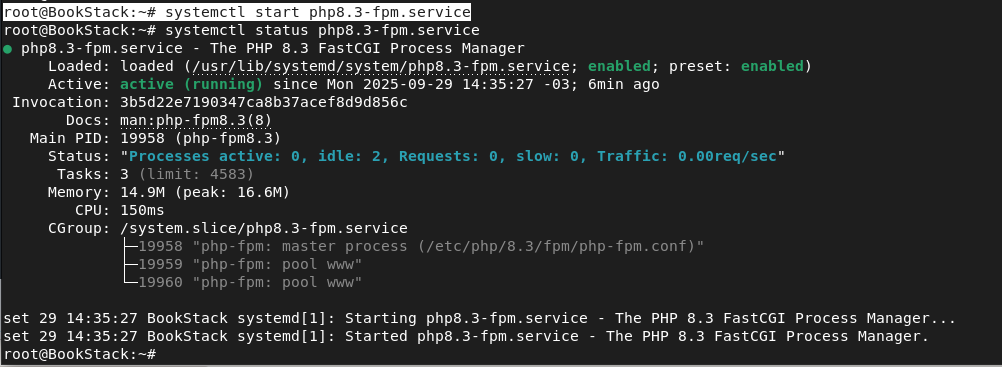 root@BookStack:~# systemctl start php8.3-fpm.service
root@BookStack:~# systemctl status php8.3-fpm.service
● php8.3-fpm.service - The PHP 8.3 FastCGI Process Manager
     Loaded: loaded (/usr/lib/systemd/system/php8.3-fpm.service; enabled; preset: enabled)
     Active: active (running) since Mon 2025-09-29 14:35:27 -03; 6min ago
 Invocation: 3b5d22e7190347ca8b37acef8d9d856c
       Docs: man:php-fpm8.3(8)
   Main PID: 19958 (php-fpm8.3)
     Status: "Processes active: 0, idle: 2, Requests: 0, slow: 0, Traffic: 0.00req/sec"
      Tasks: 3 (limit: 4583)
     Memory: 14.9M (peak: 16.6M)
        CPU: 150ms
     CGroup: /system.slice/php8.3-fpm.service
             ├─19958 "php-fpm: master process (/etc/php/8.3/fpm/php-fpm.conf)"
             ├─19959 "php-fpm: pool www"
             └─19960 "php-fpm: pool www"

set 29 14:35:27 BookStack systemd[1]: Starting php8.3-fpm.service - The PHP 8.3 FastCGI Process Manager...
set 29 14:35:27 BookStack systemd[1]: Started php8.3-fpm.service - The PHP 8.3 FastCGI Process Manager.
root@BookStack:~#